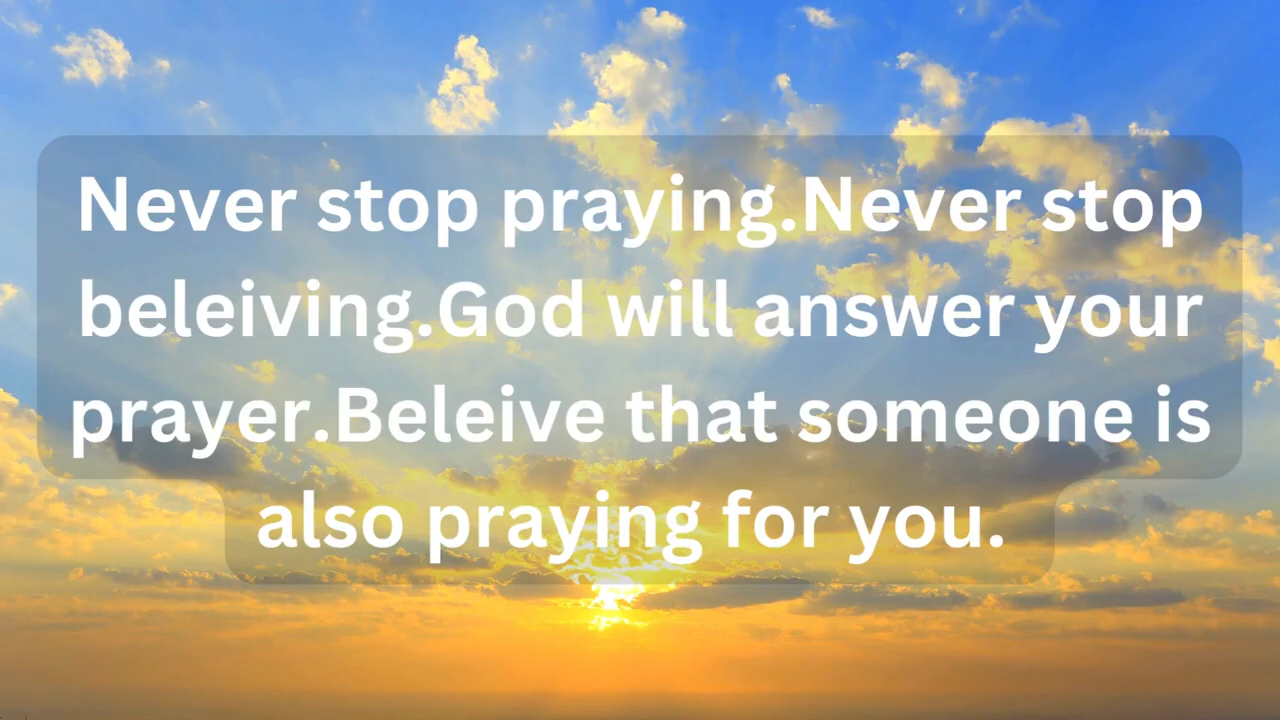 Never stop praying.Never stop
beleiving.God will answer your
prayer.Beleive that someone is
also praying for you.